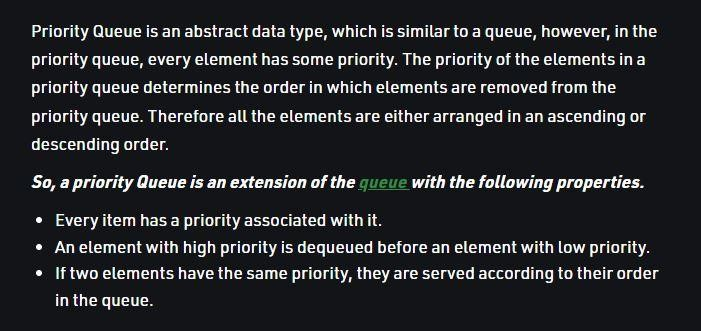 Priority Queue is an abstract data type, which is similar to a queue, however, in the
priority queue, every element has some priority. The priority of the elements in a
priority queue determines the order in which elements are removed from the
priority queue. Therefore all the elements are either arranged in an ascending or
descending order.
So, a priority Queue is an extension of the queue with the following properties.
• Every item has a priority associated with it.
• An element with high priority is dequeued before an element with low priority.
• If two elements have the same priority, they are served according to their order
in the queue.